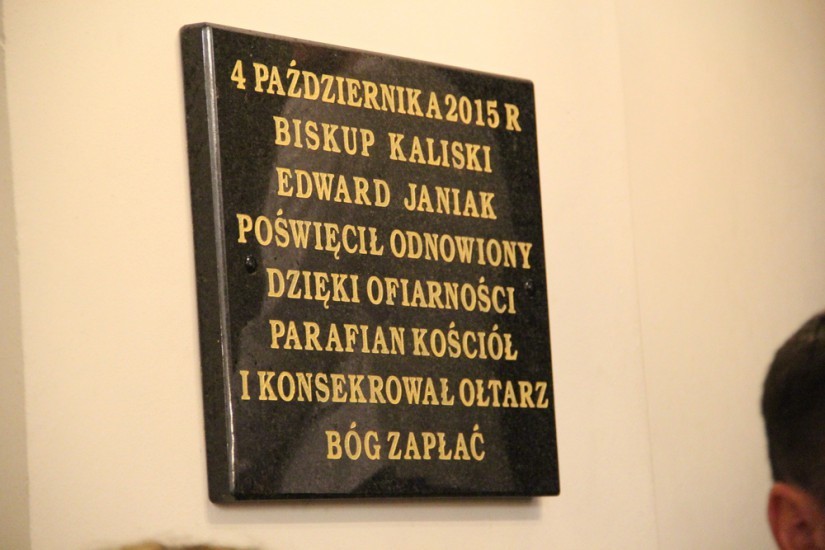 4 PAŹDZIERNIKA 2015 R
BISKUP KALISKI
EDWARD JANIAK
POŚWIĘCIŁ ODNOWIONY
DZIĘKI OFIARNOŚCI
PARAFIAN KOŚCIÓŁ
I KONSEKROWAŁ OŁTARZ
BÓG ZAPŁAĆ